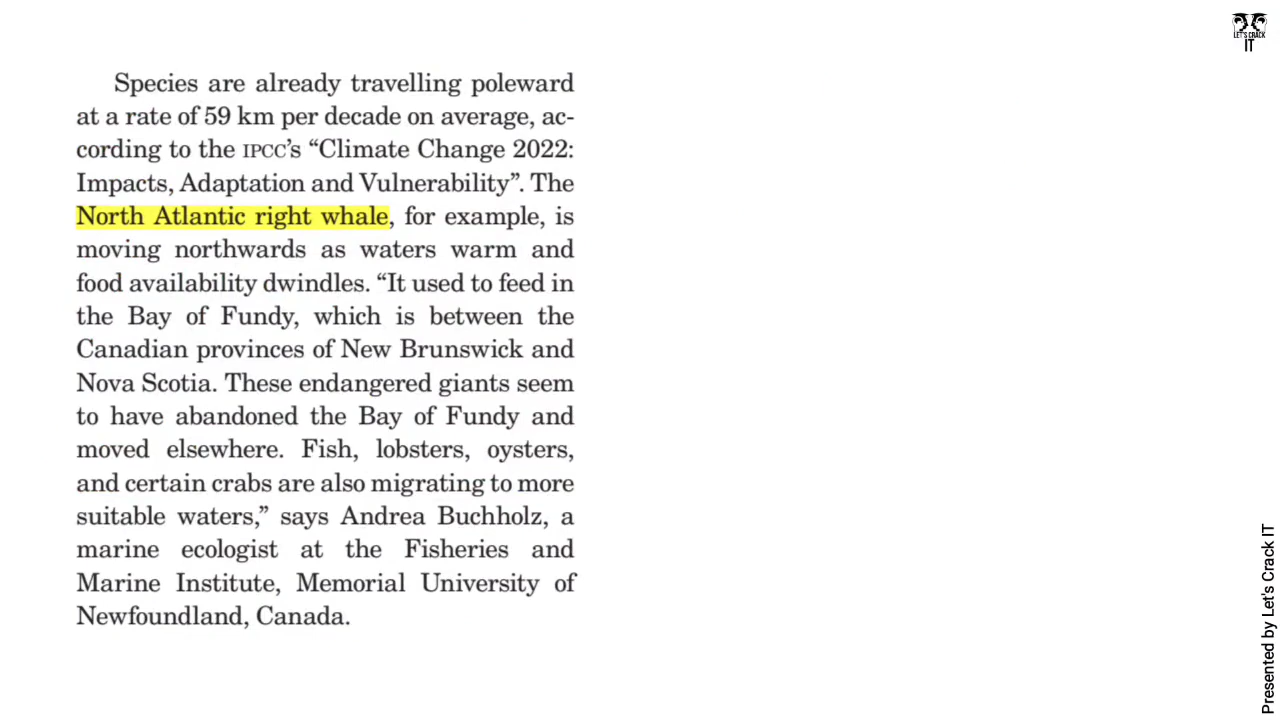 LET'S CRACK
IT
Species are already travelling poleward
at a rate of 59 km per decade on average, ac-
cording to the IPCC's “Climate Change 2022:
Impacts, Adaptation and Vulnerability”. The
North Atlantic right whale, for example, is
moving northwards as waters warm and
food availability dwindles. “It used to feed in
the Bay of Fundy, which is between the
Canadian provinces of New Brunswick and
Nova Scotia. These endangered giants seem
to have abandoned the Bay of Fundy and
moved elsewhere. Fish, lobsters, oysters,
and certain crabs are also migrating to more
suitable waters,” says Andrea Buchholz, a
marine ecologist at the Fisheries and
Marine Institute, Memorial University of
Newfoundland, Canada.
Presented by Let's Crack IT